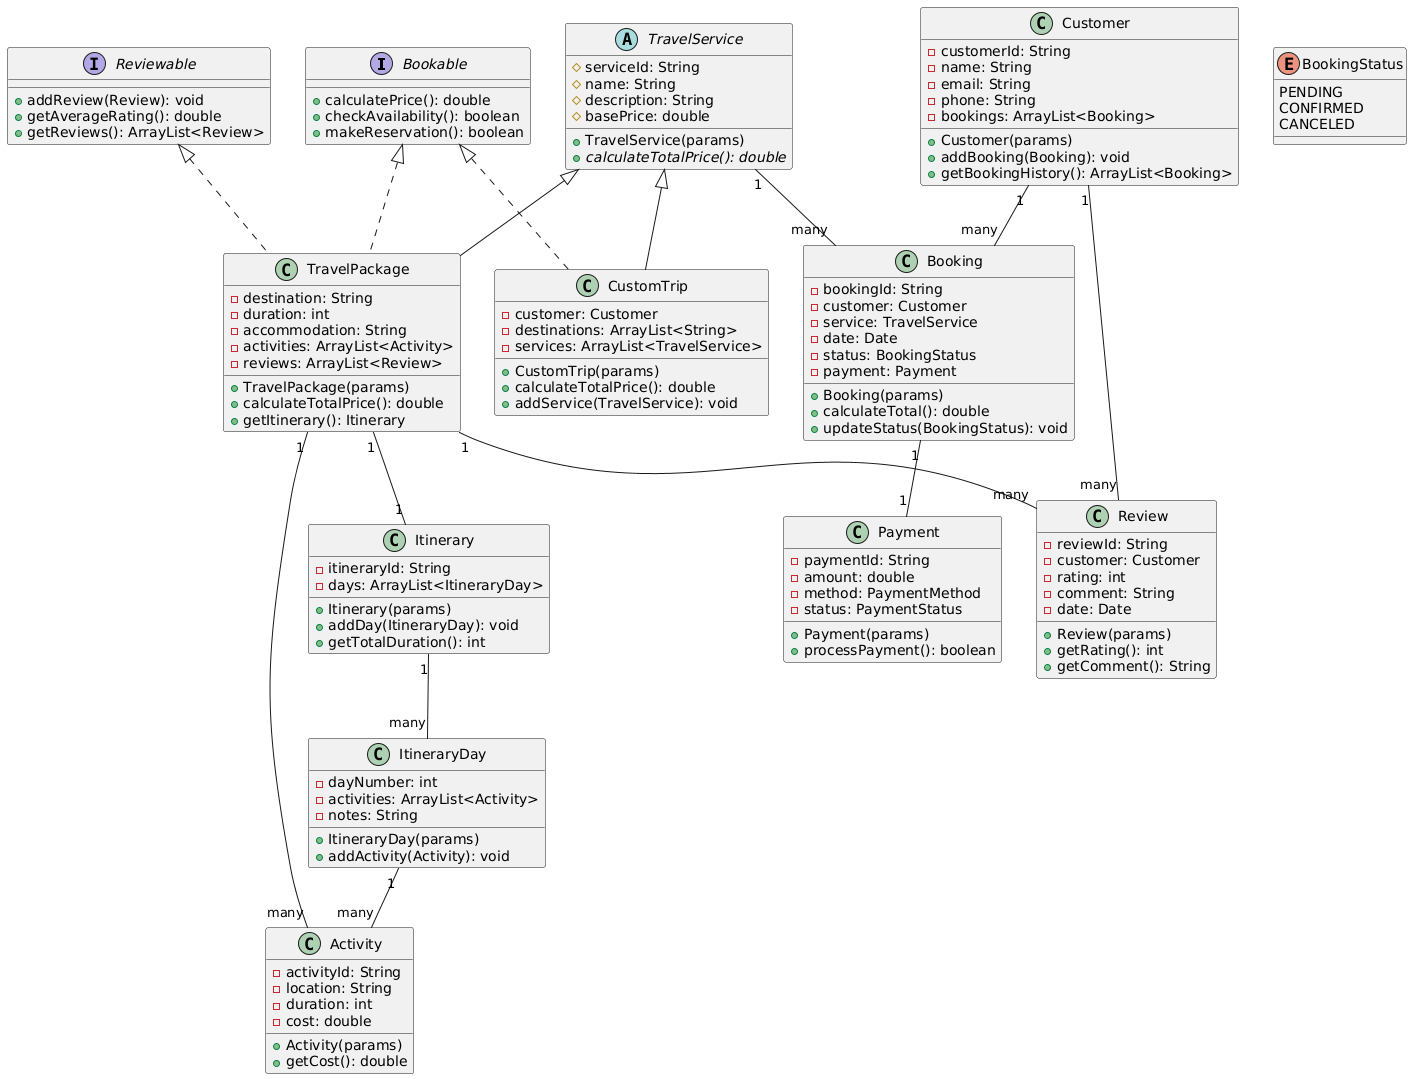 I Reviewable
addReview(Review): void
getAverageRating(): double
getReviews(): ArrayList<Review>
I Bookable
calculatePrice(): double
checkAvailability(): boolean
makeReservation(): boolean
A TravelService
serviceId: String
name: String
description: String
basePrice: double
TravelService(params)
calculateTotalPrice(): double
C Customer
customerId: String
name: String
email: String
phone: String
bookings: ArrayList<Booking>
Customer(params)
addBooking(Booking): void
getBookingHistory(): ArrayList<Booking>
E BookingStatus
PENDING
CONFIRMED
CANCELED
1
many
1
many
1
many
C TravelPackage
destination: String
duration: int
accommodation: String
activities: ArrayList<Activity>
reviews: ArrayList<Review>
TravelPackage(params)
calculateTotalPrice(): double
getItinerary(): Itinerary
C CustomTrip
customer: Customer
destinations: ArrayList<String>
services: ArrayList<TravelService>
CustomTrip(params)
calculateTotalPrice(): double
addService(TravelService): void
C Booking
bookingId: String
customer: Customer
service: TravelService
date: Date
status: BookingStatus
payment: Payment
Booking(params)
calculateTotal(): double
updateStatus(BookingStatus): void
1
many
1
1
1
many
1
1
C Itinerary
itineraryId: String
days: ArrayList<ItineraryDay>
Itinerary(params)
addDay(ItineraryDay): void
getTotalDuration(): int
C Payment
paymentId: String
amount: double
method: PaymentMethod
status: PaymentStatus
Payment(params)
processPayment(): boolean
C Review
reviewId: String
customer: Customer
rating: int
comment: String
date: Date
Review(params)
getRating(): int
getComment(): String
1
many
C ItineraryDay
dayNumber: int
activities: ArrayList<Activity>
notes: String
ItineraryDay(params)
addActivity(Activity): void
1
many
C Activity
activityId: String
location: String
duration: int
cost: double
Activity(params)
getCost(): double